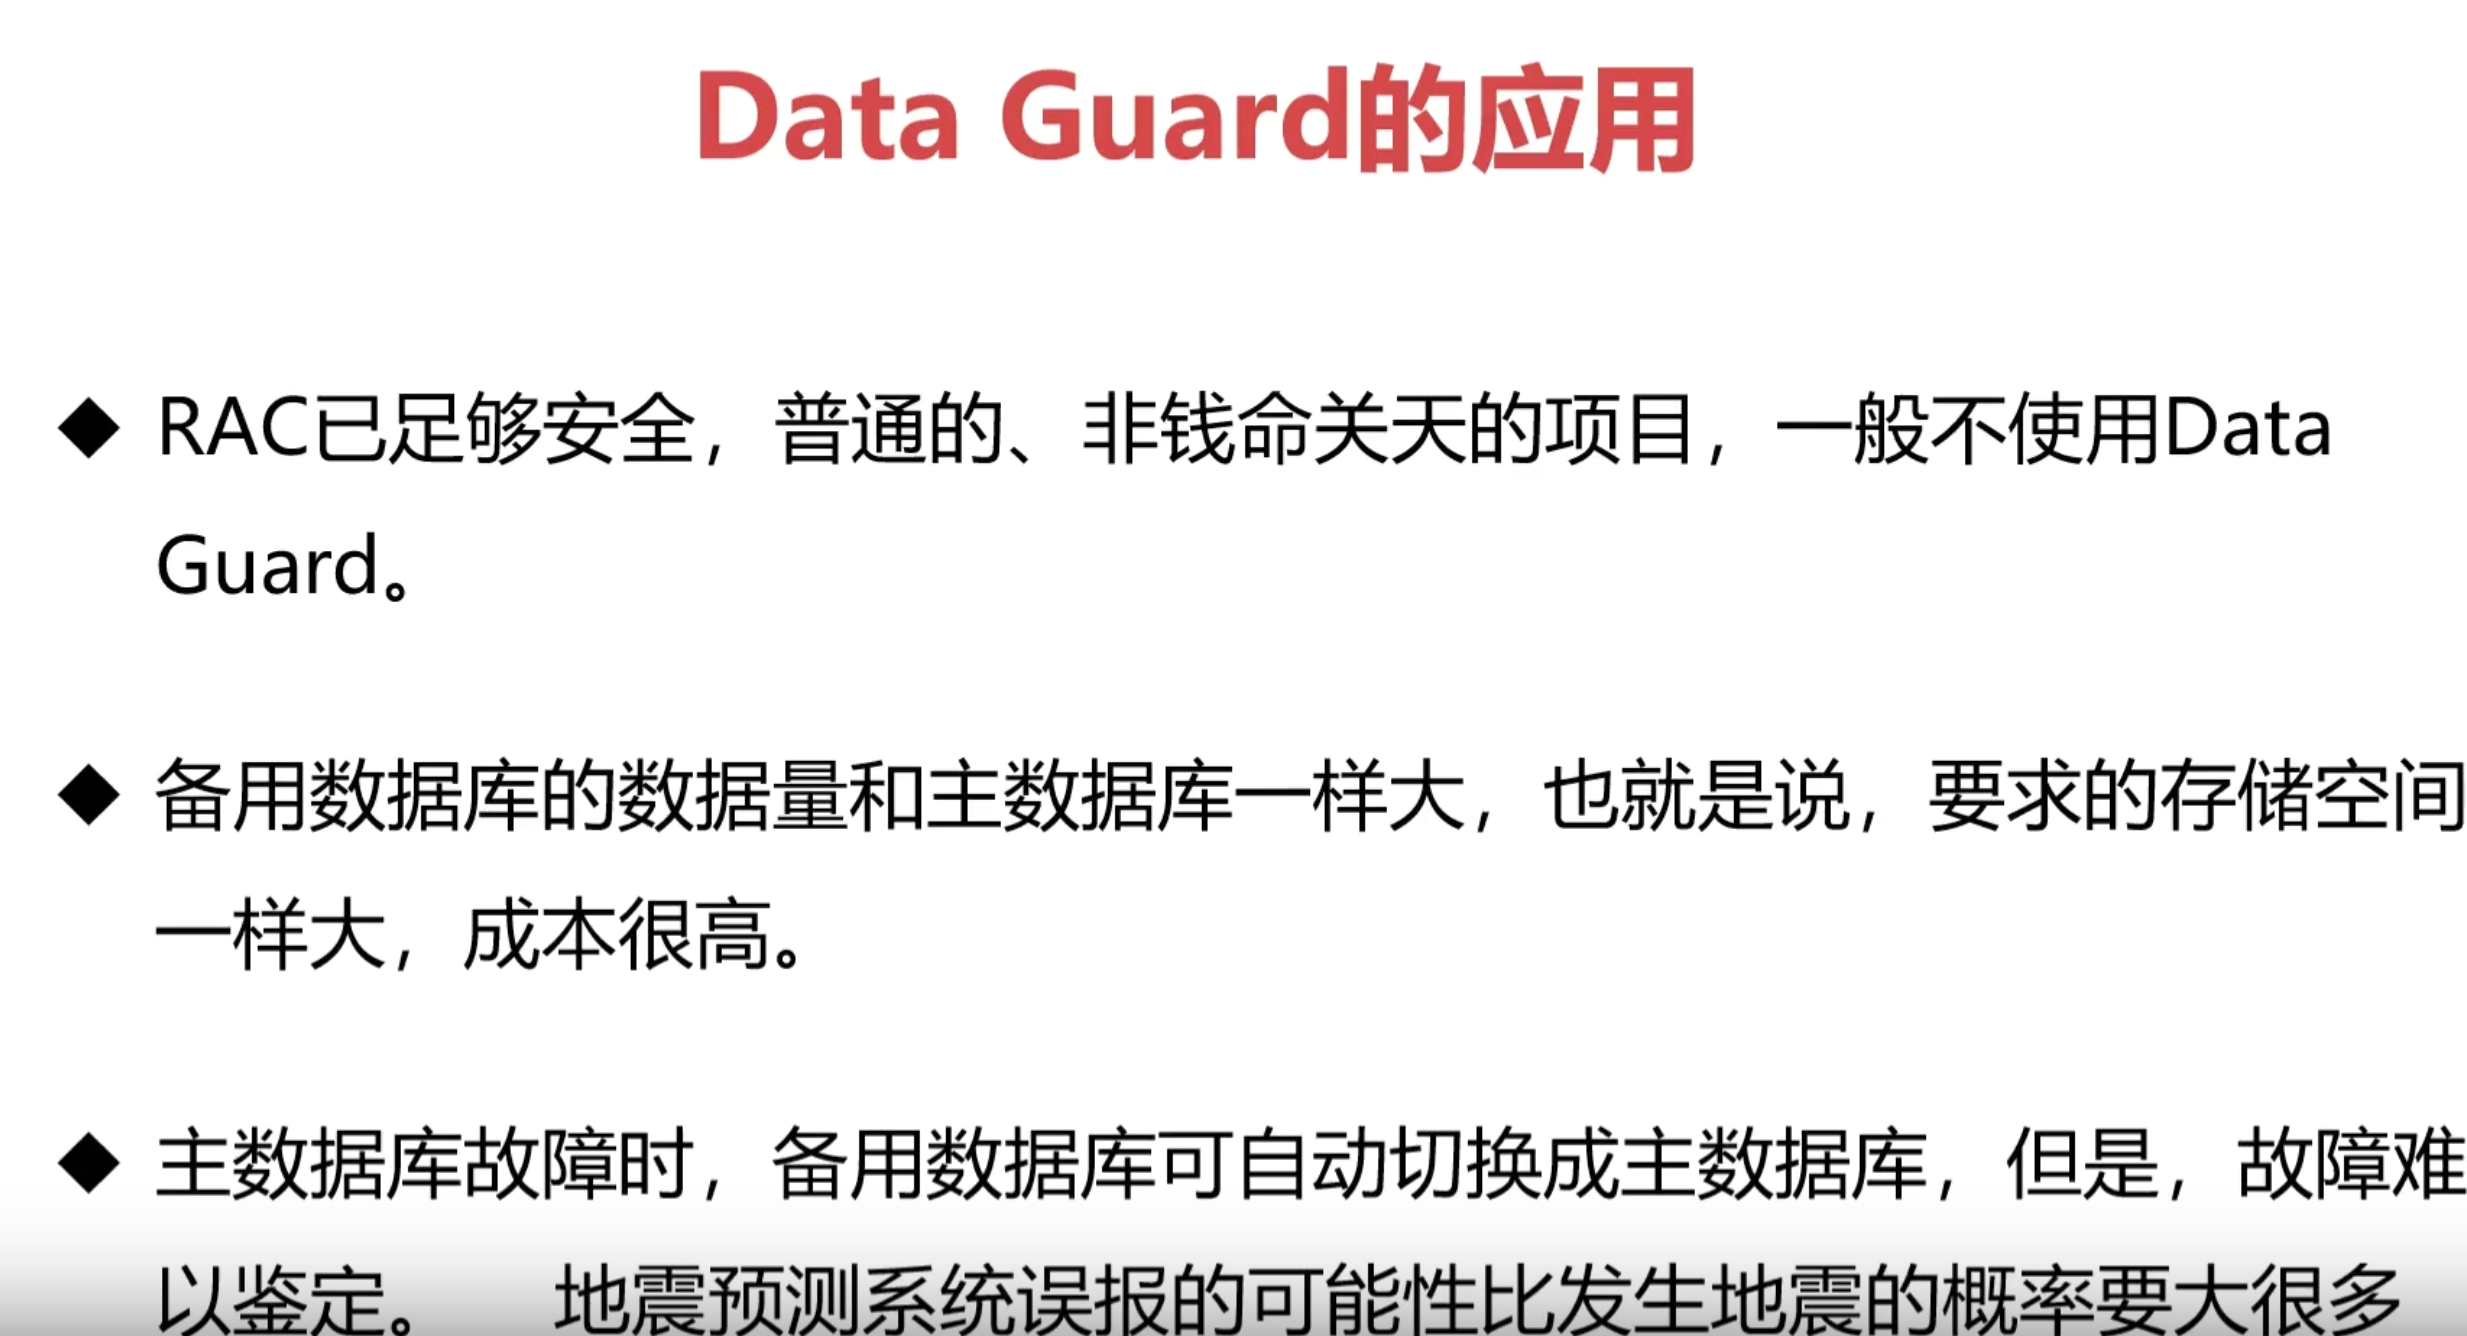 Data Guard的应用
◆ RAC已足够安全，普通的、非钱命关天的项目，一般不使用Data
Guard。
◆ 备用数据库的数据量和主数据库一样大，也就是说，要求的存储空间
一样大，成本很高。
◆ 主数据库故障时，备用数据库可自动切换成主数据库，但是，故障难
以鉴定。 地震预测系统误报的可能性比发生地震的概率要大很多